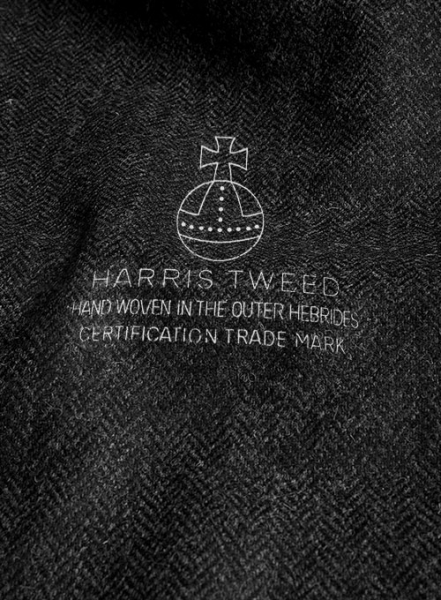 HARRIS TWEED
HAND WOVEN IN THE OUTER HEBRIDES
CERTIFICATION TRADE MARK